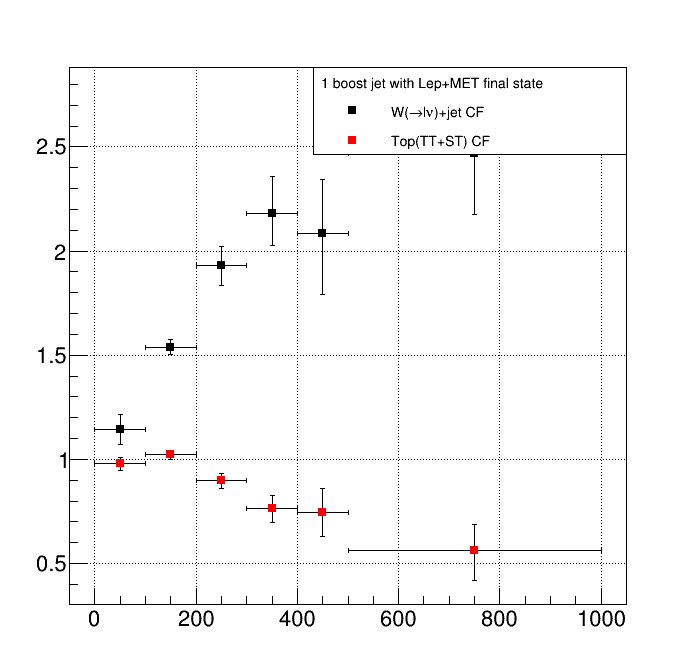 1 boost jet with Lep+MET final state
W(→lν)+jet CF
Top(TT+ST) CF
2.5
2
1.5
1
0.5
0 200 400 600 800 1000